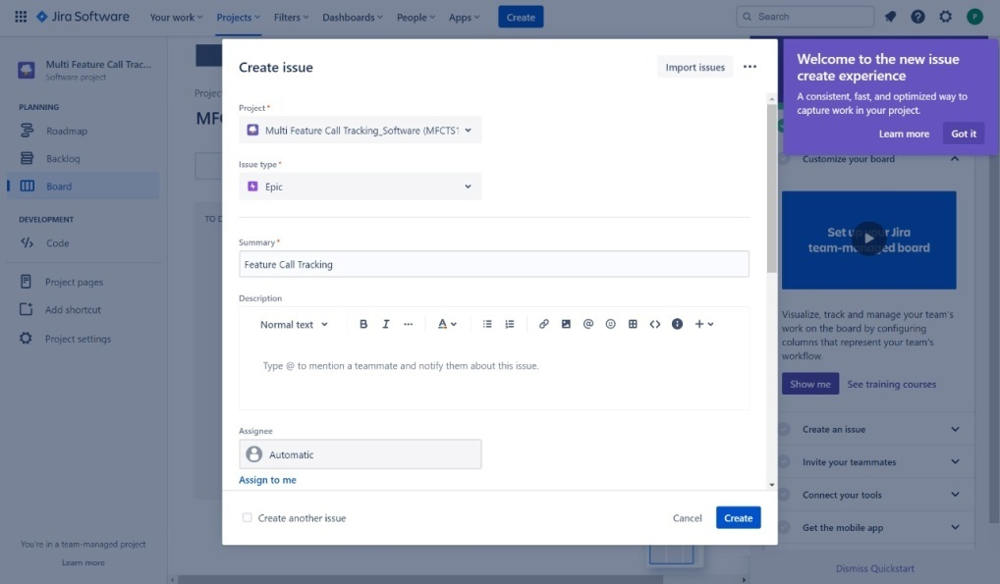 Jira Software
Your work
Projects
Filters
Dashboards
People
Apps
Create
Search
P
Multi Feature Call Trac...
Software project
PLANNING
Roadmap
Backlog
Board
DEVELOPMENT
Code
Project pages
Add shortcut
Project settings
You're in a team-managed project
Learn more
Projec
MF
TO D
Create issue
Import issues
Project*
Multi Feature Call Tracking_Software (MFCTS1
Issue type*
Epic
Summary*
Feature Call Tracking
Description
Normal text
B I ... A
Type @ to mention a teammate and notify them about this issue.
Assignee
Automatic
Assign to me
Create another issue
Cancel
Create
Welcome to the new issue
create experience
A consistent, fast, and optimized way to
capture work in your project.
Learn more
Got it
Customize your board
Set up your Jira
team-managed board
Visualize, track and manage your team's
work on the board by configuring
columns that represent your team's
workflow.
Show me
See training courses
Create an issue
Invite your teammates
Connect your tools
Get the mobile app
Dismiss Quickstart